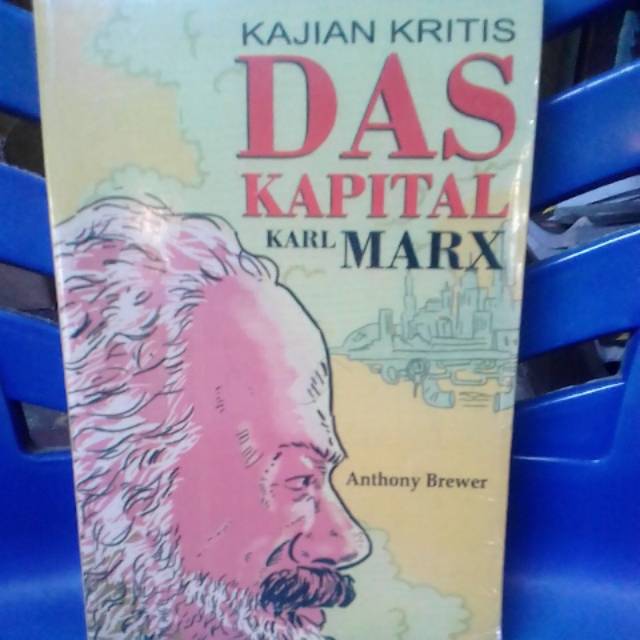 KAJIAN KRITIS
DAS
KAPITAL
KARL MARX
Anthony Brewer